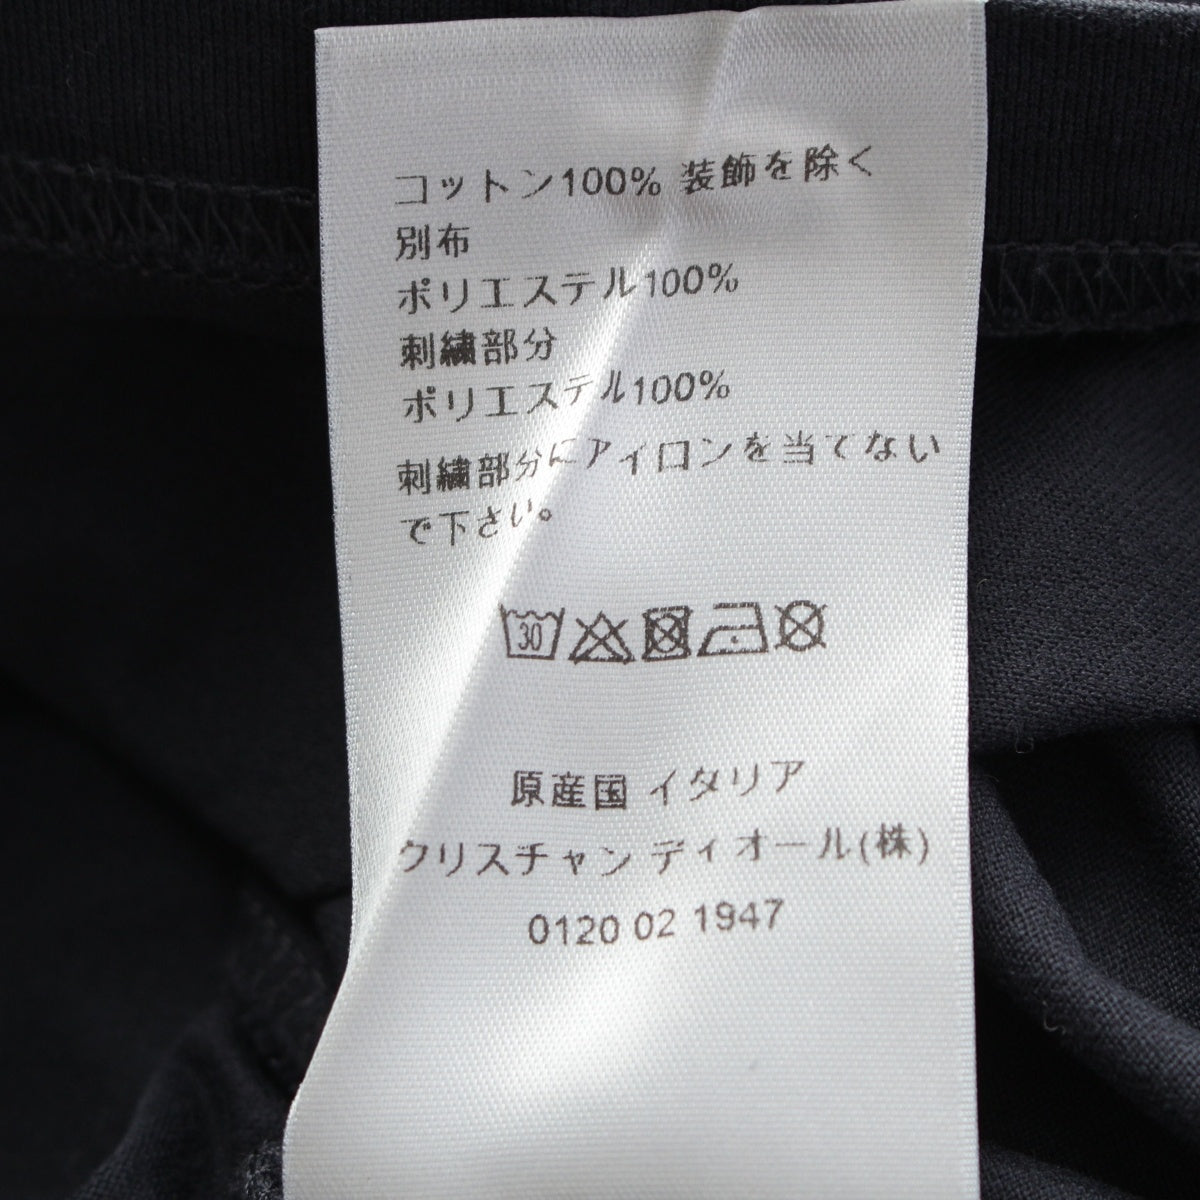 コットン100% 装飾を除く
別布
ポリエステル100%
刺繍部分
ポリエステル100%
刺繍部分にアイロンを当てない
で下さい。
30
原産国 イタリア
クリスチャン ディオール(株)
0120 02 1947